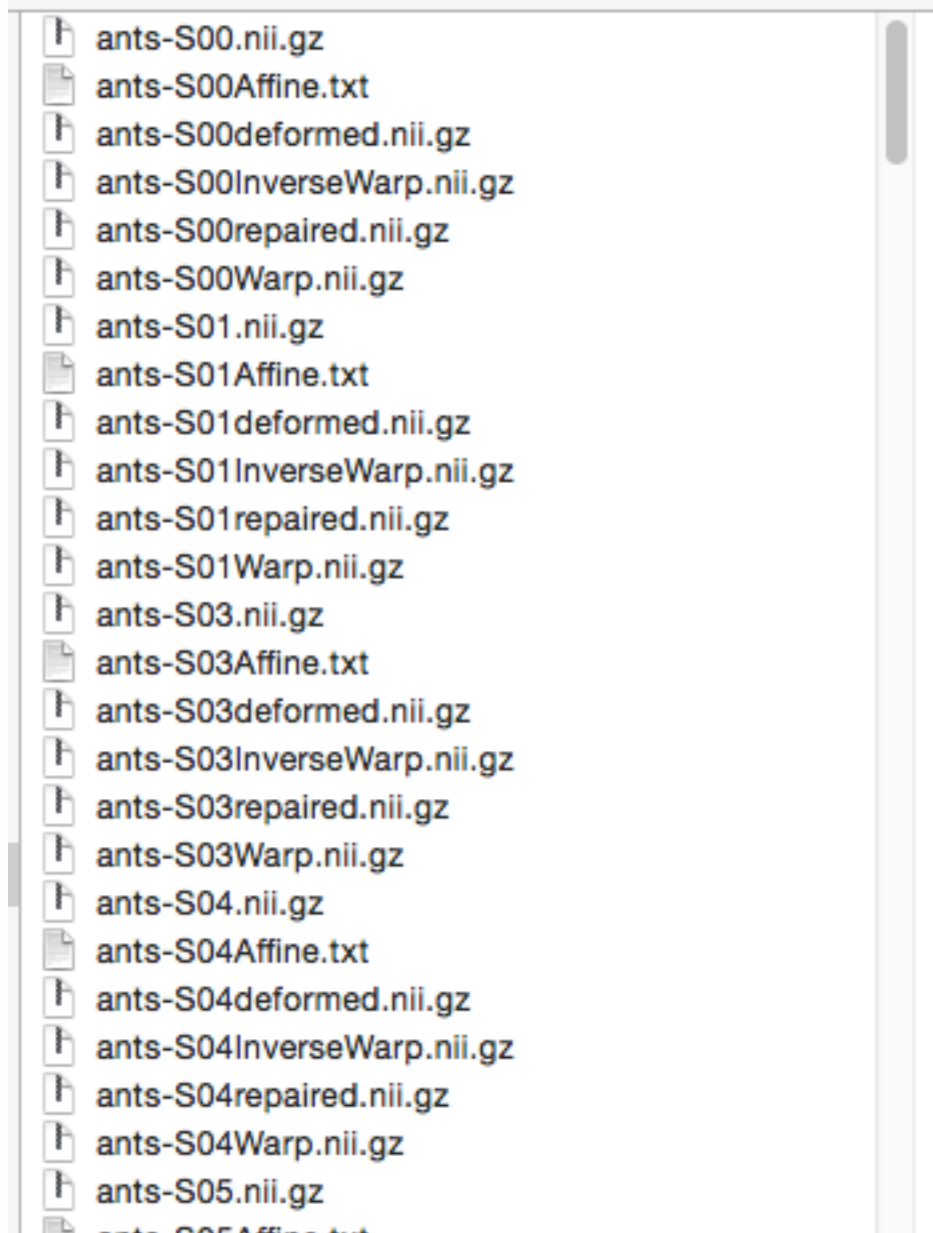 ants-S00.nii.gz
ants-S00Affine.txt
ants-S00deformed.nii.gz
ants-S00InverseWarp.nii.gz
ants-S00repaired.nii.gz
ants-S00Warp.nii.gz
ants-S01.nii.gz
ants-S01Affine.txt
ants-S01deformed.nii.gz
ants-S01InverseWarp.nii.gz
ants-S01repaired.nii.gz
ants-S01Warp.nii.gz
ants-S03.nii.gz
ants-S03Affine.txt
ants-S03deformed.nii.gz
ants-S03InverseWarp.nii.gz
ants-S03repaired.nii.gz
ants-S03Warp.nii.gz
ants-S04.nii.gz
ants-S04Affine.txt
ants-S04deformed.nii.gz
ants-S04InverseWarp.nii.gz
ants-S04repaired.nii.gz
ants-S04Warp.nii.gz
ants-S05.nii.gz
ants-S05Affine.txt